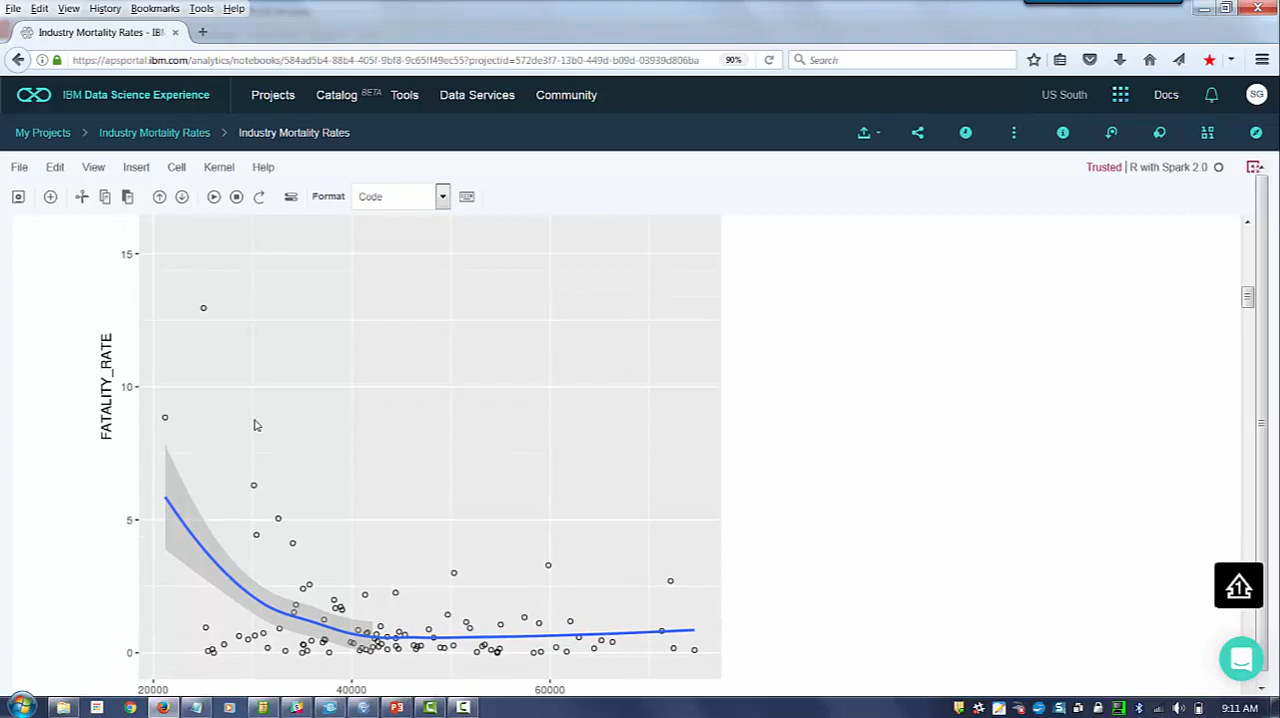 File Edit View History Bookmarks Tools Help
Industry Mortality Rates - IBM
https://apsportal.ibm.com/analytics/notebooks/584ad5b4-88b4-405f-9bf8-9c65ff49ec55?projectid=572de3f7-13b0-449d-b09d-03939d806ba
90%
Search
IBM Data Science Experience
Projects Catalog BETA Tools Data Services Community
US South Docs SG
My Projects > Industry Mortality Rates > Industry Mortality Rates
File Edit View Insert Cell Kernel Help
Trusted | R with Spark 2.0
Format Code
15
10
5
0
FATALITY_RATE
20000 40000 60000
1
9:11 AM